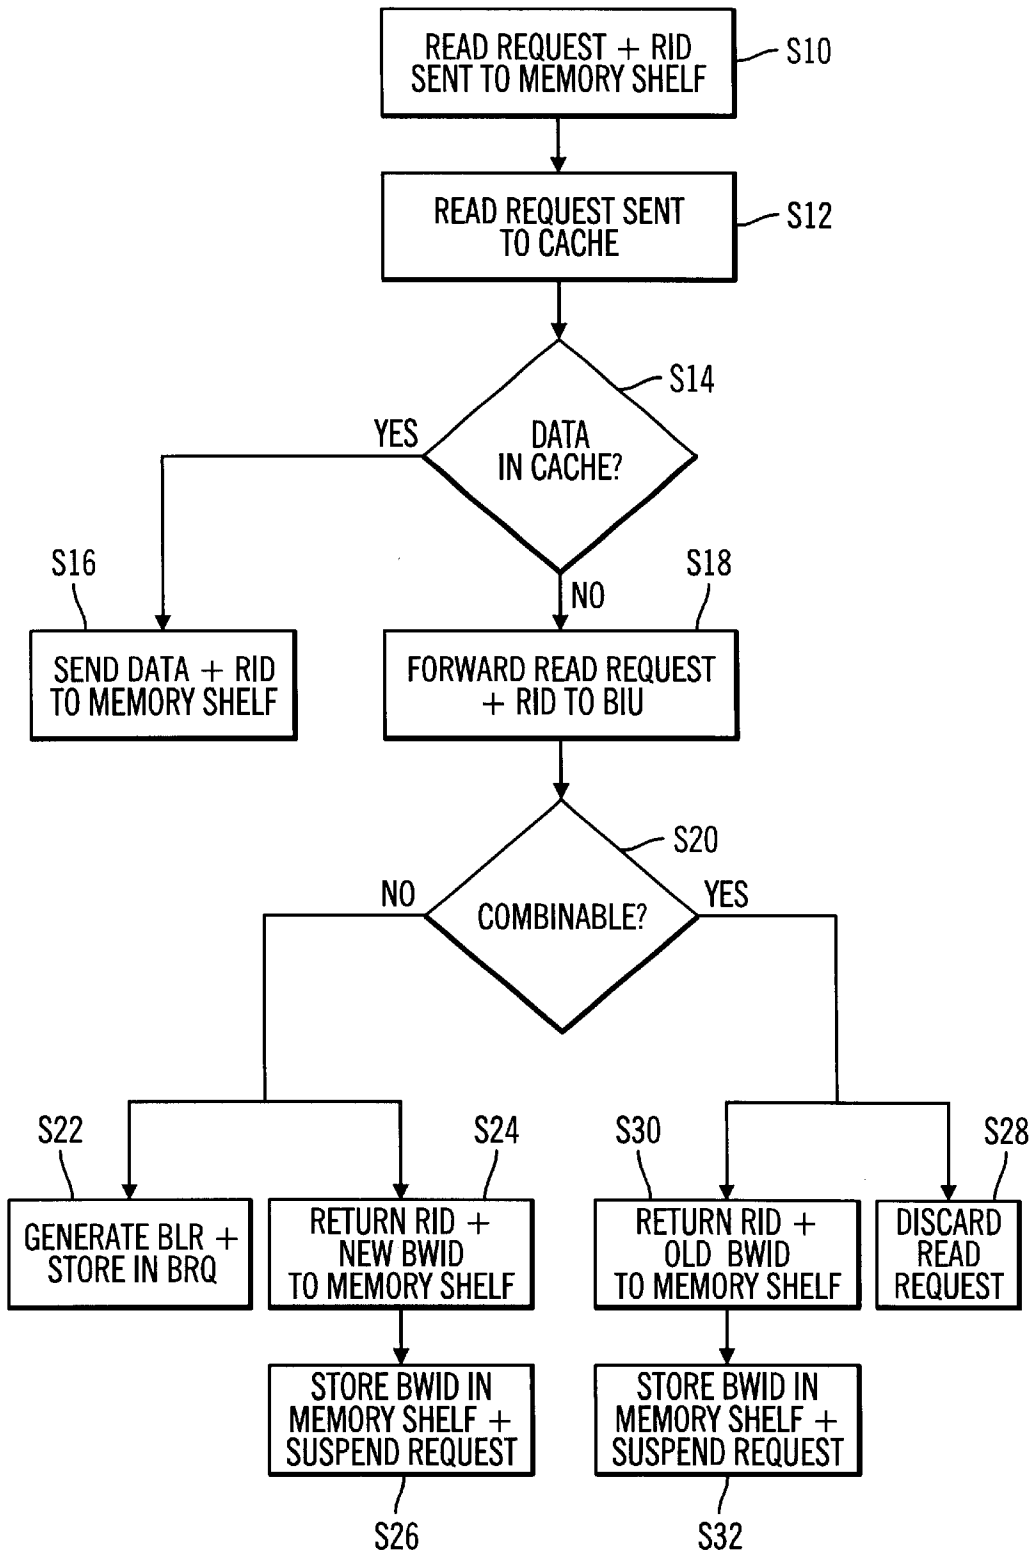 READ REQUEST + RID
SENT TO MEMORY SHELF
S10
READ REQUEST SENT
TO CACHE
S12
S14
YES
DATA
IN CACHE?
S16
NO
S18
SEND DATA + RID
TO MEMORY SHELF
FORWARD READ REQUEST
+ RID TO BIU
S20
NO
YES
COMBINABLE?
S22
S24
S30
S28
GENERATE BLR +
STORE IN BRQ
RETURN RID +
NEW BWID
TO MEMORY SHELF
RETURN RID +
OLD BWID
TO MEMORY SHELF
DISCARD
READ
REQUEST
STORE BWID IN
MEMORY SHELF +
SUSPEND REQUEST
STORE BWID IN
MEMORY SHELF +
SUSPEND REQUEST
S26
S32